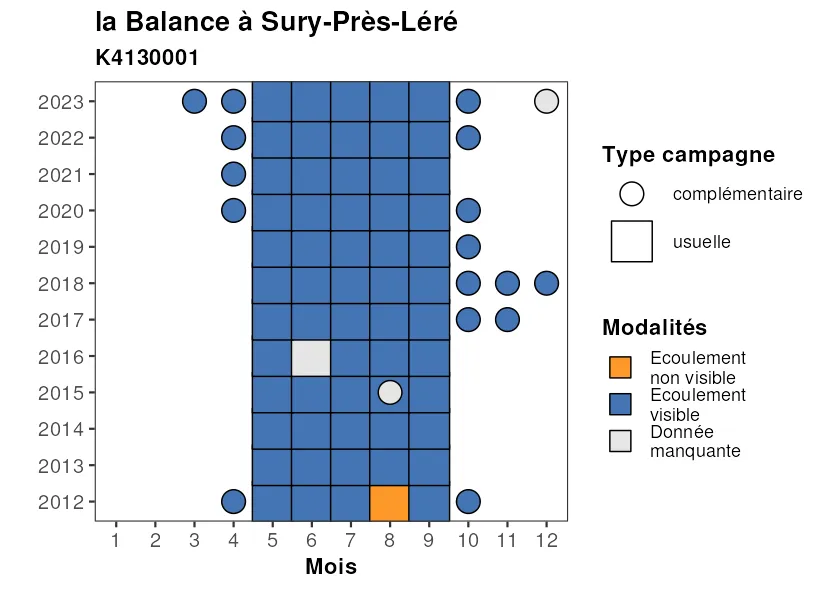 la Balance à Sury-Près-Léré
K4130001
2023
2022
2021
2020
2019
2018
2017
2016
2015
2014
2013
2012
1 2 3 4 5 6 7 8 9 10 11 12
Mois
Type campagne
complémentaire
usuelle
Modalités
Ecoulement
non visible
Ecoulement
visible
Donnée
manquante